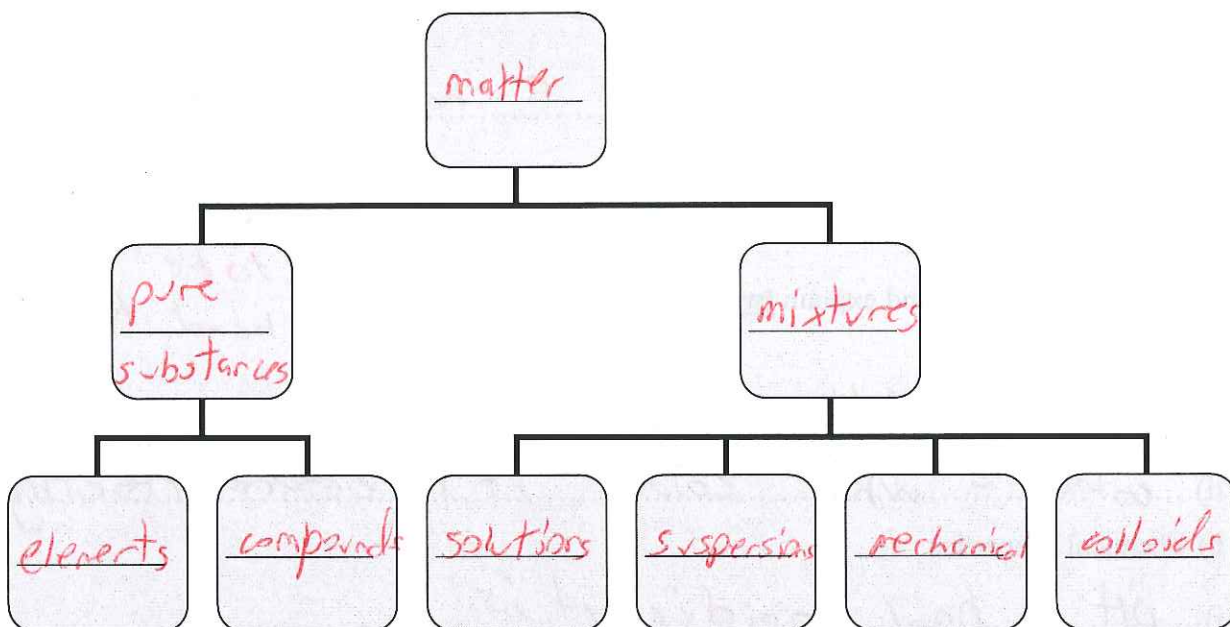 matter
pure
substances
mixtures
elements
compounds
solutions
suspensions
mechanical
colloids